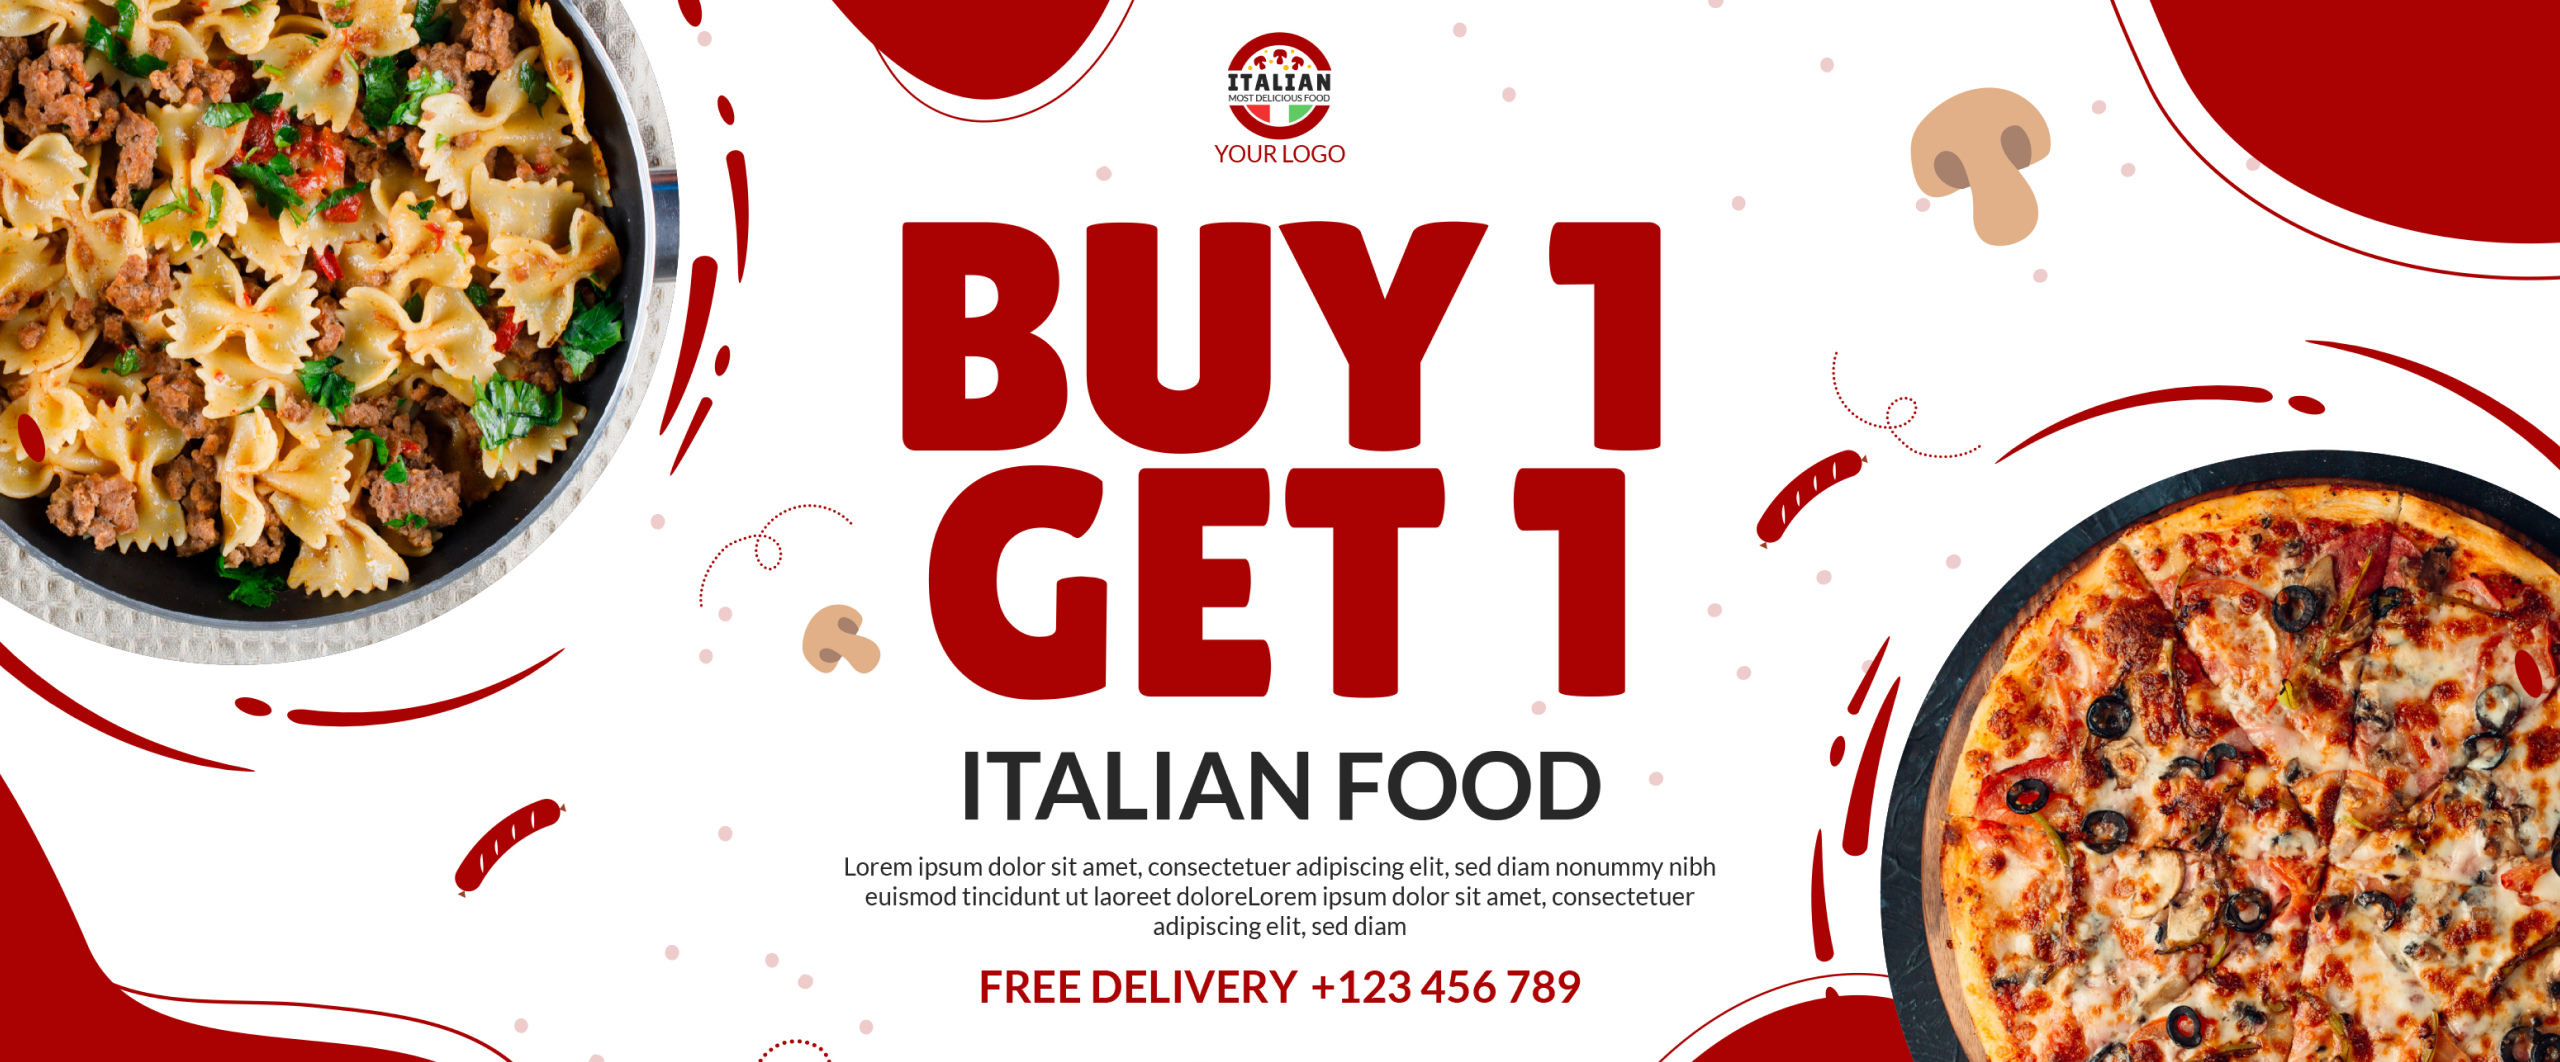 ITALIAN
MOST DELICIOUS FOOD
YOUR LOGO
BUY 1
GET 1
ITALIAN FOOD
Lorem ipsum dolor sit amet, consectetuer adipiscing elit, sed diam nonummy nibh
euismod tincidunt ut laoreet doloreLorem ipsum dolor sit amet, consectetuer
adipiscing elit, sed diam
FREE DELIVERY +123 456 789